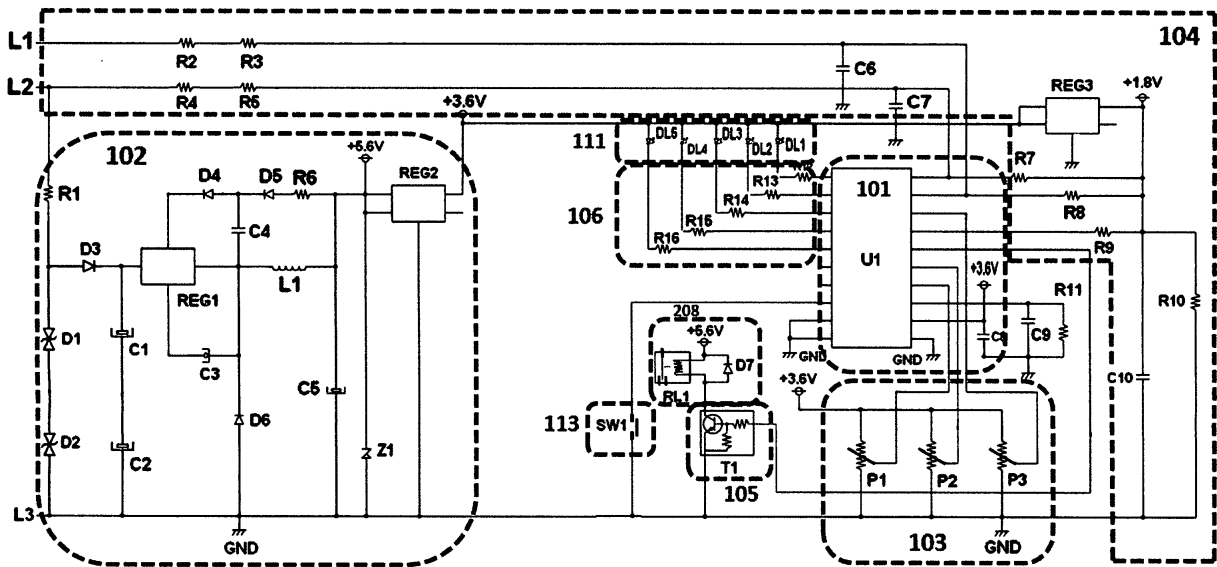 L1
R2
R3
104
C6
REG3
+1.8V
L2
R4
R5
C7
+3.6V
111
DL5
DL4
DL3
DL2
DL1
102
+5.6V
R7
D4
D5
R6
REG2
R1
R13
101
106
R14
R8
C4
R15
D3
R9
R16
U1
+3.6V
L1
REG1
R11
R10
208
D1
+5.6V
C9
C1
GND
GND
D7
C3
C10
C5
RL1
+3.6V
113
SW1
D6
D2
C2
Z1
T1
P1
P2
P3
105
L3
GND
103
GND